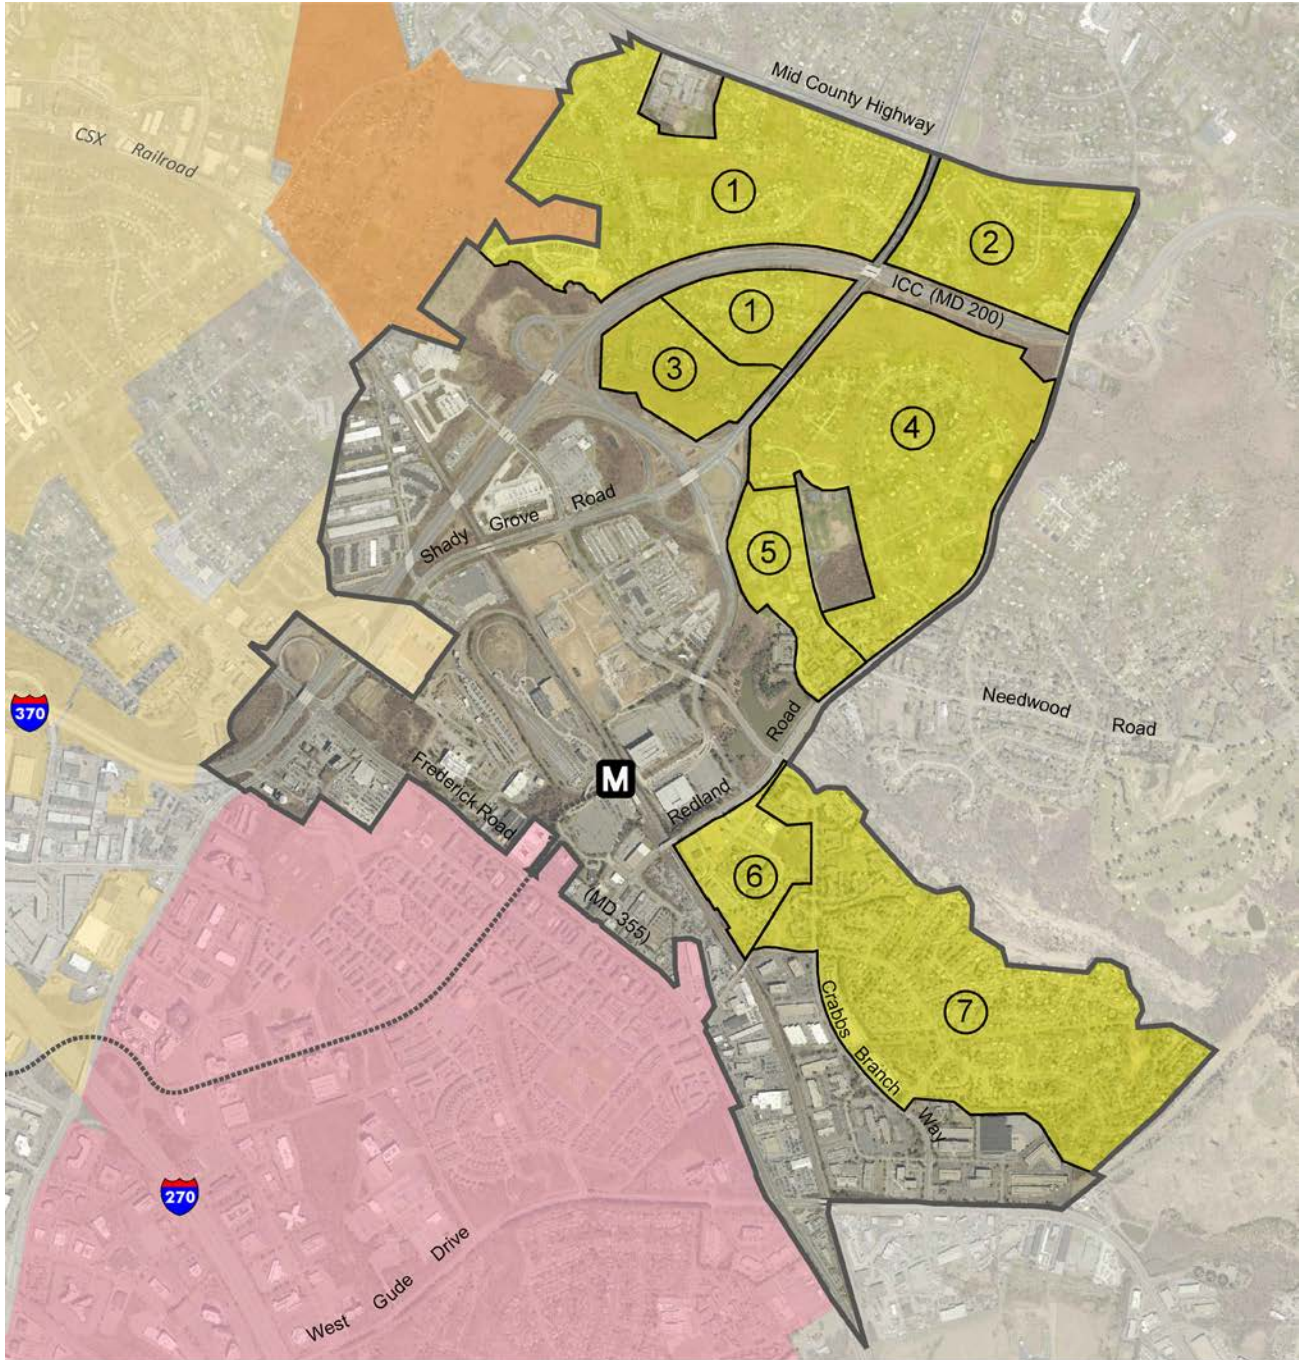 Mid County Highway
CSX Railroad
1
2
ICC (MD 200)
1
3
4
Shady Grove Road
5
370
Needwood Road
Frederick Road
M
Redland Road
6
(MD 355)
7
Crabbs Branch Way
270
West Gude Drive